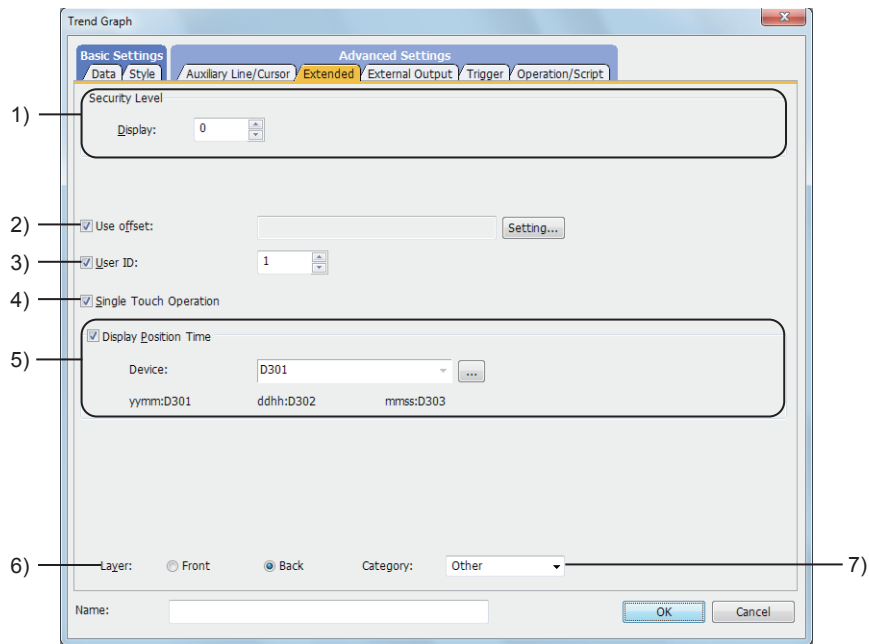 Trend Graph
x
Basic Settings
Advanced Settings
Data Style Auxiliary Line/Cursor Extended External Output Trigger Operation/Script
1)
Security Level
Display: 0
2) Use offset: Setting...
3) User ID: 1
4) Single Touch Operation
5) Display Position Time
Device: D301 ...
yymm:D301 ddhh:D302 mmss:D303
6) Layer: Front Back Category: Other 7)
Name: OK Cancel